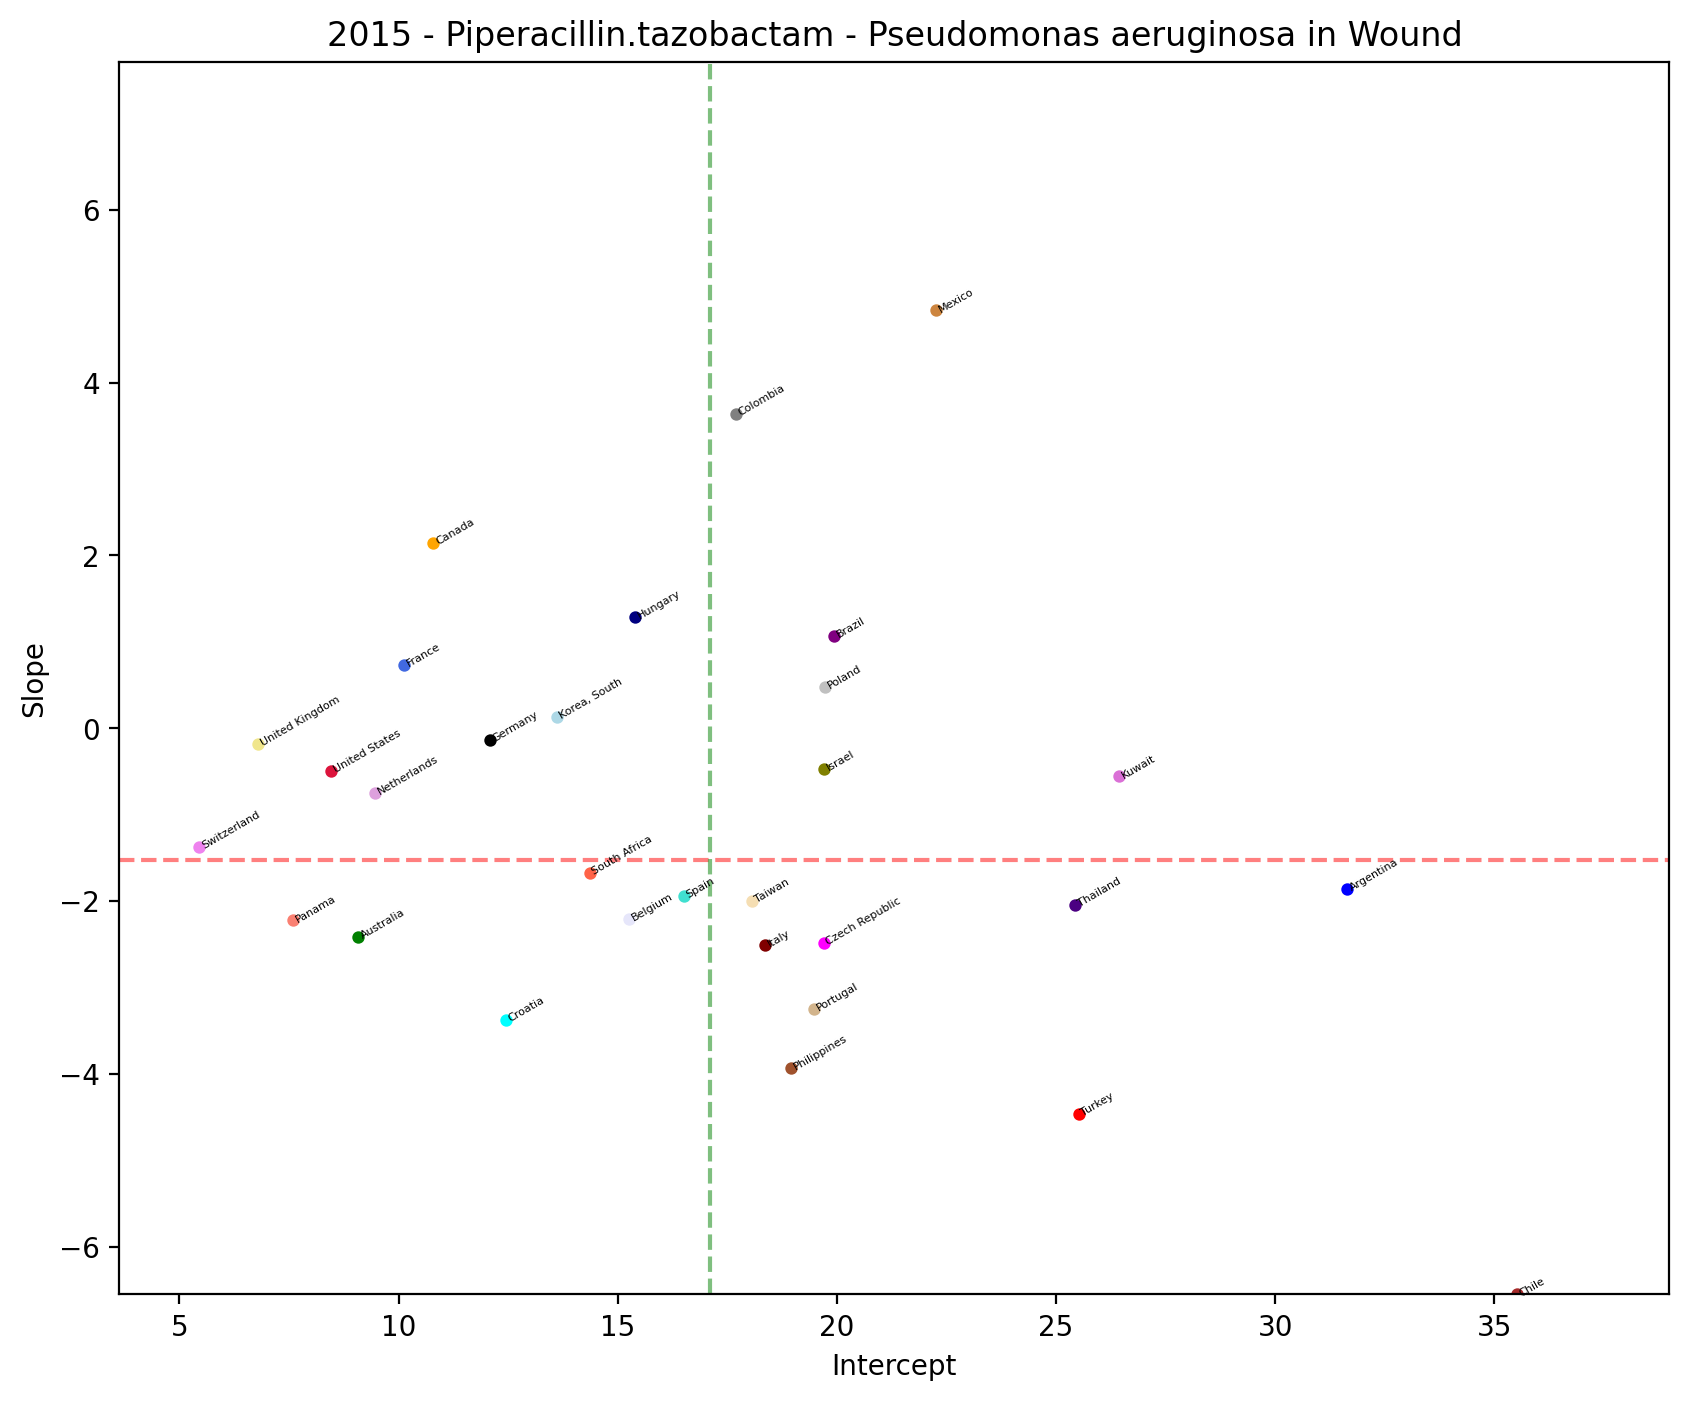 2015 - Piperacillin.tazobactam - Pseudomonas aeruginosa in Wound
Slope
6
4
2
0
−2
−4
−6
Mexico
Colombia
Canada
Hungary
Brazil
France
Poland
Korea, South
United Kingdom
Germany
United States
Netherlands
Israel
Kuwait
Switzerland
South Africa
Argentina
Spain
Taiwan
Thailand
Belgium
Panama
Australia
Italy
Czech Republic
Portugal
Croatia
Philippines
Turkey
Chile
5
10
15
20
25
30
35
Intercept